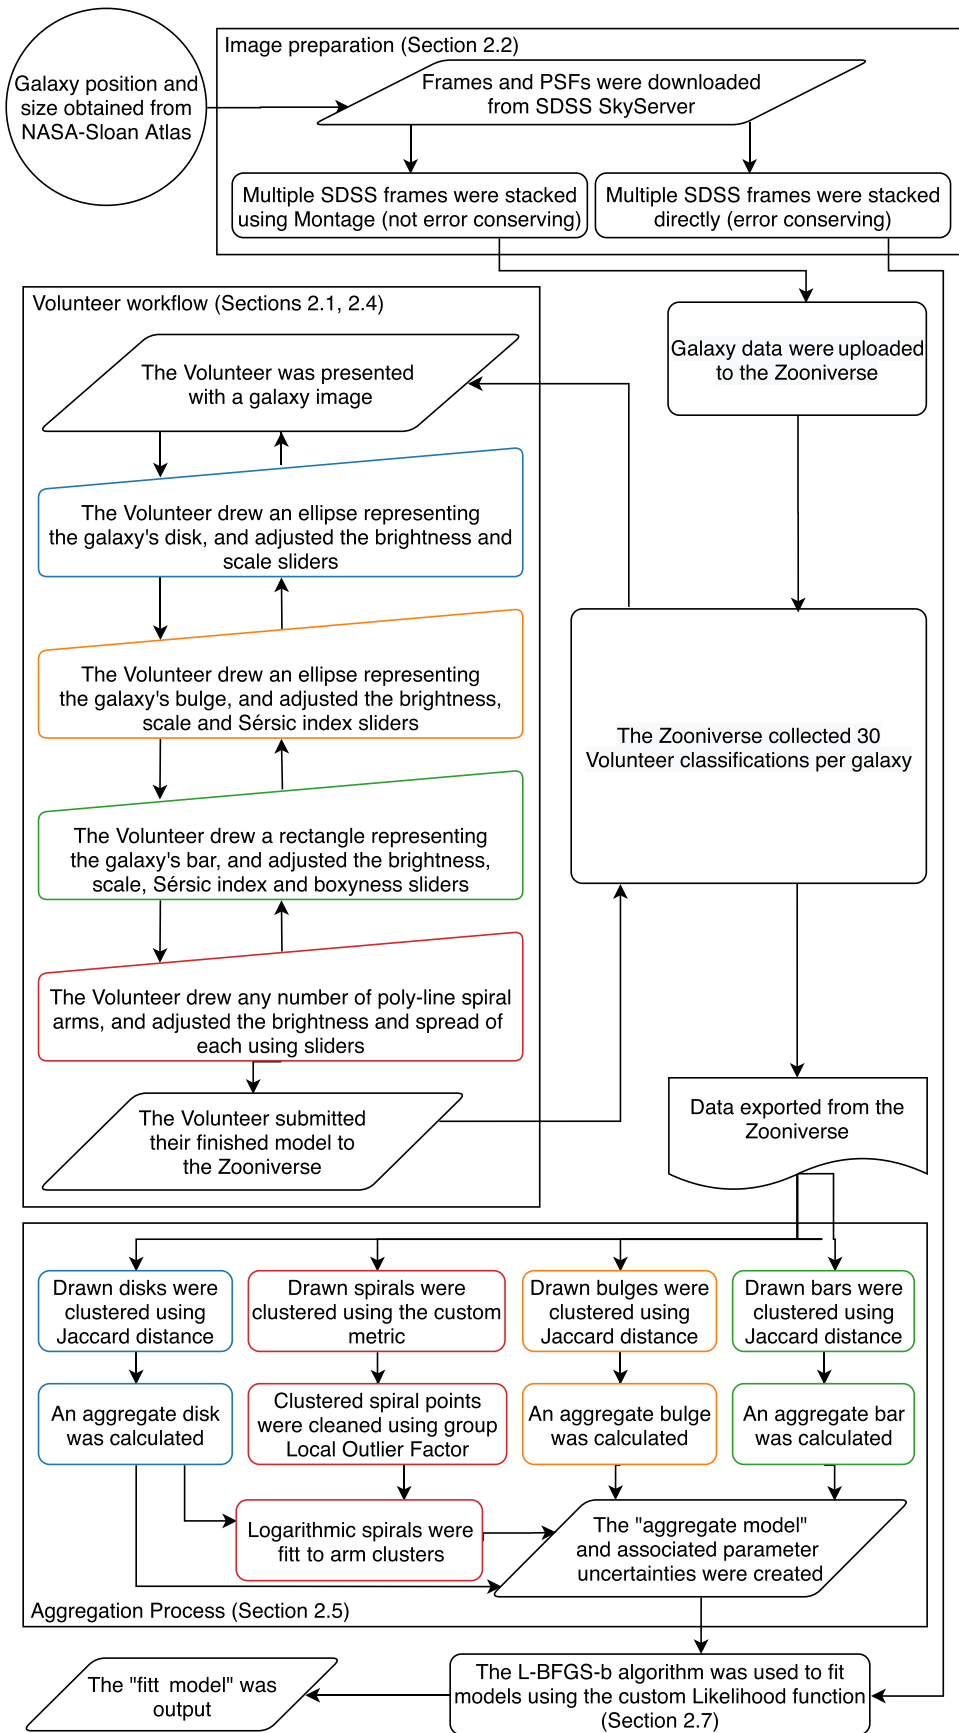 Galaxy position and
size obtained from
NASA-Sloan Atlas
Image preparation (Section 2.2)
Frames and PSFs were downloaded
from SDSS SkyServer
Multiple SDSS frames were stacked
using Montage (not error conserving)
Multiple SDSS frames were stacked
directly (error conserving)
Volunteer workflow (Sections 2.1, 2.4)
The Volunteer was presented
with a galaxy image
The Volunteer drew an ellipse representing
the galaxy's disk, and adjusted the brightness and
scale sliders
The Volunteer drew an ellipse representing
the galaxy's bulge, and adjusted the brightness,
scale and Sérsic index sliders
The Volunteer drew a rectangle representing
the galaxy's bar, and adjusted the brightness,
scale, Sérsic index and boxyness sliders
The Volunteer drew any number of poly-line spiral
arms, and adjusted the brightness and spread of
each using sliders
The Volunteer submitted
their finished model to
the Zooniverse
Galaxy data were uploaded
to the Zooniverse
The Zooniverse collected 30
Volunteer classifications per galaxy
Data exported from the
Zooniverse
Drawn disks were
clustered using
Jaccard distance
Drawn spirals were
clustered using the custom
metric
Drawn bulges were
clustered using
Jaccard distance
Drawn bars were
clustered using
Jaccard distance
An aggregate disk
was calculated
Clustered spiral points
were cleaned using group
Local Outlier Factor
An aggregate bulge
was calculated
An aggregate bar
was calculated
Logarithmic spirals were
fitt to arm clusters
The "aggregate model"
and associated parameter
uncertainties were created
Aggregation Process (Section 2.5)
The "fitt  model" was
output
The L-BFGS-b algorithm was used to fit
models using the custom Likelihood function
(Section 2.7)